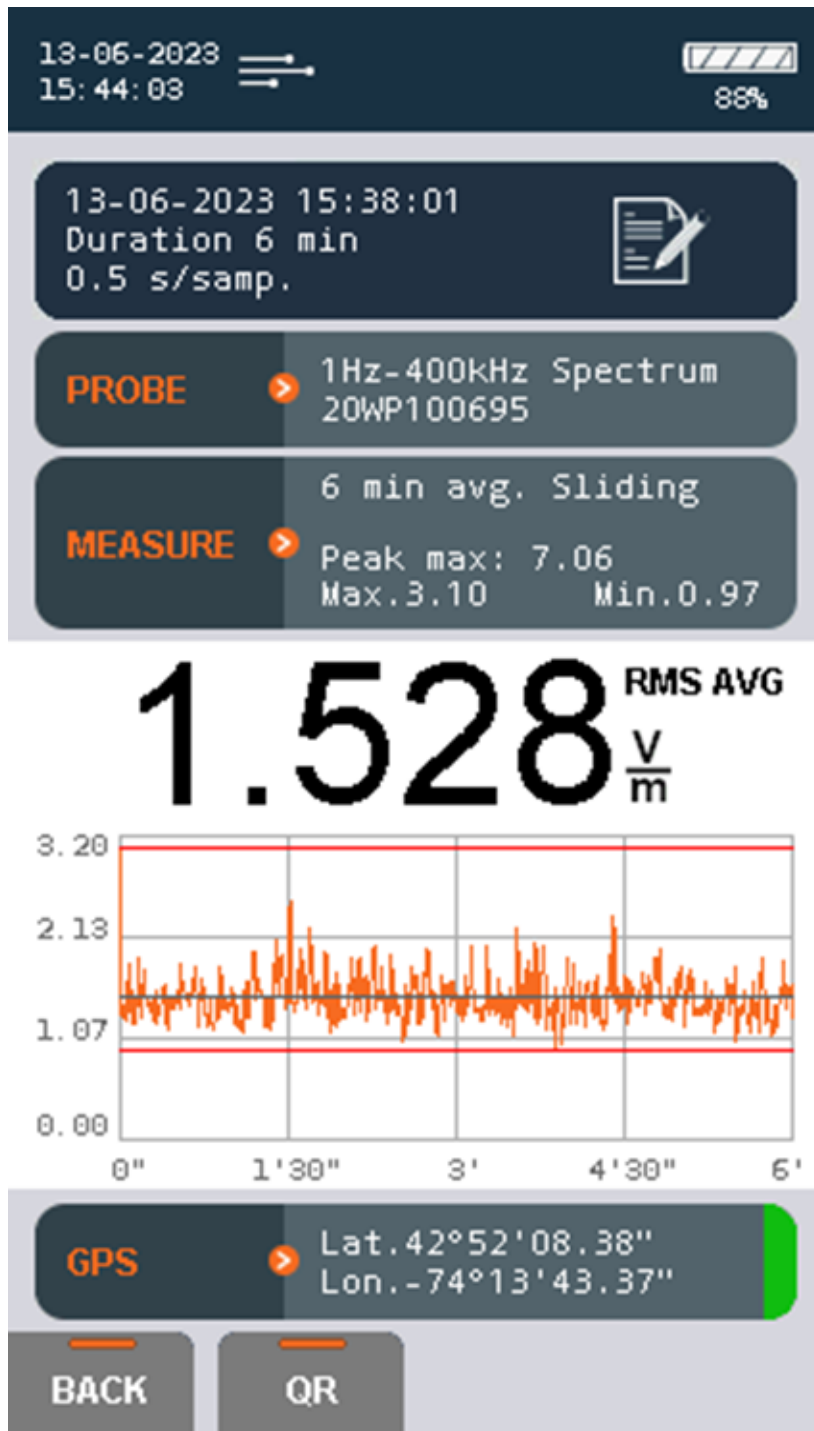 13-06-2023
15:44:03
88%
13-06-2023 15:38:01
Duration 6 min
0.5 s/samp.
PROBE
1Hz-400kHz Spectrum
20WP100695
MEASURE
6 min avg. Sliding
Peak max: 7.06
Max.3.10 Min.0.97
1.528 RMS AVG
V
m
3.20
2.13
1.07
0.00
0" 1'30" 3' 4'30" 6'
GPS
Lat.42°52'08.38"
Lon.-74°13'43.37"
BACK QR